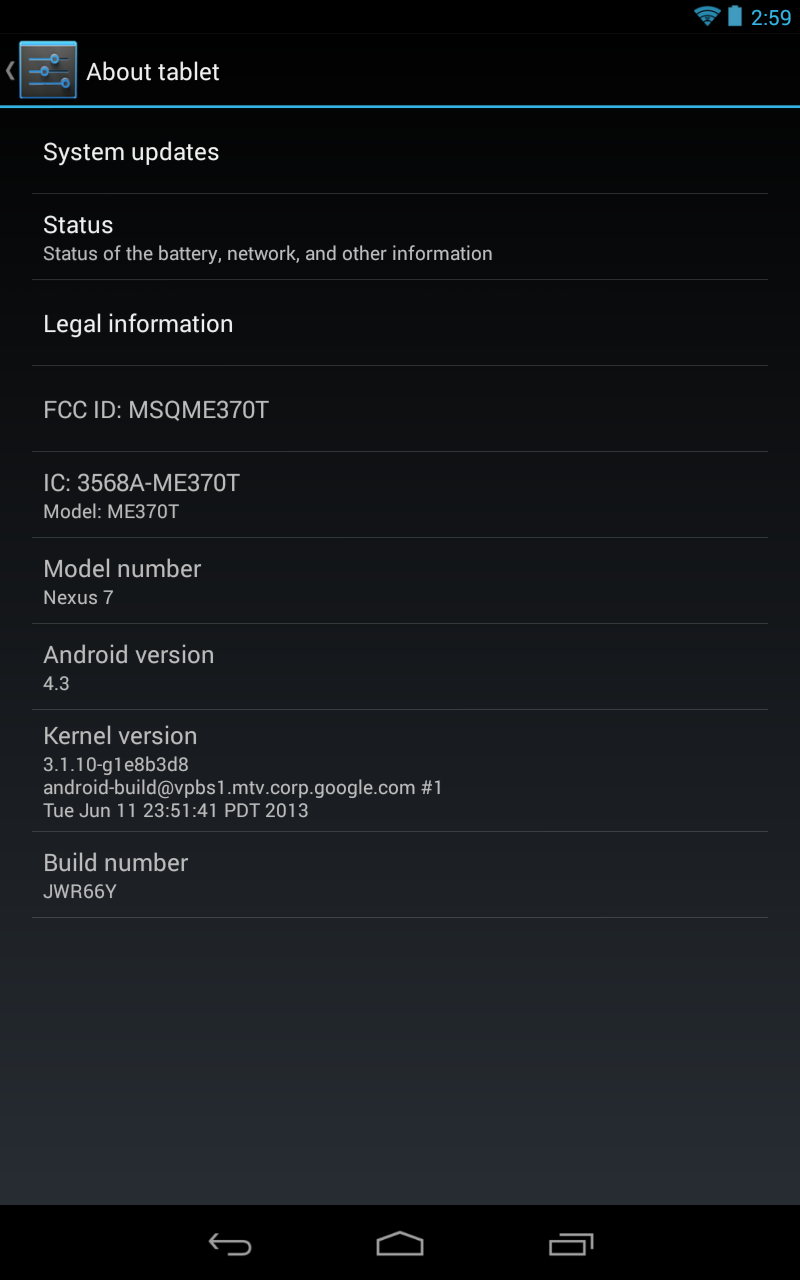 2:59
About tablet
System updates
Status
Status of the battery, network, and other information
Legal information
FCC ID: MSQME370T
IC: 3568A-ME370T
Model: ME370T
Model number
Nexus 7
Android version
4.3
Kernel version
3.1.10-g1e8b3d8
android-build@vpbs1.mtv.corp.google.com #1
Tue Jun 11 23:51:41 PDT 2013
Build number
JWR66Y